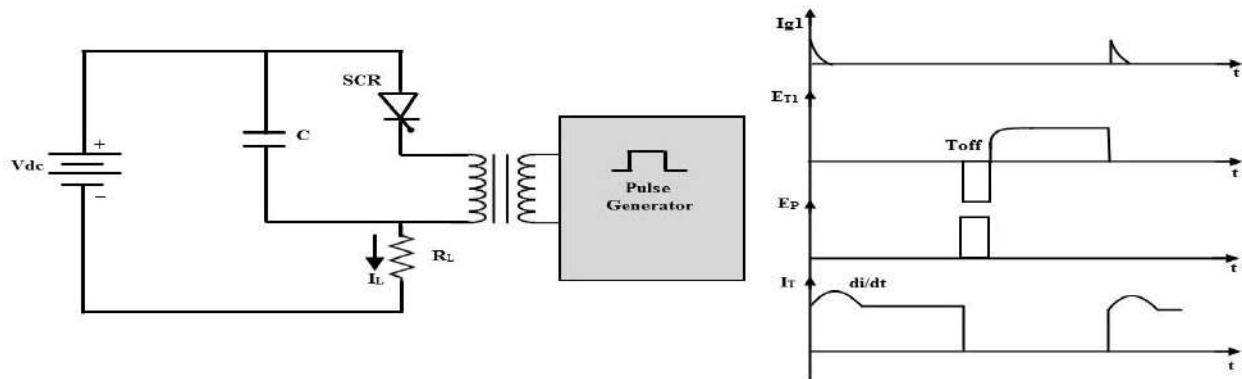 SCR
C
+
Vdc
−
Pulse
Generator
RL
IL
Ig1
t
ET1
Toff
t
EP
t
IT
di/dt
t